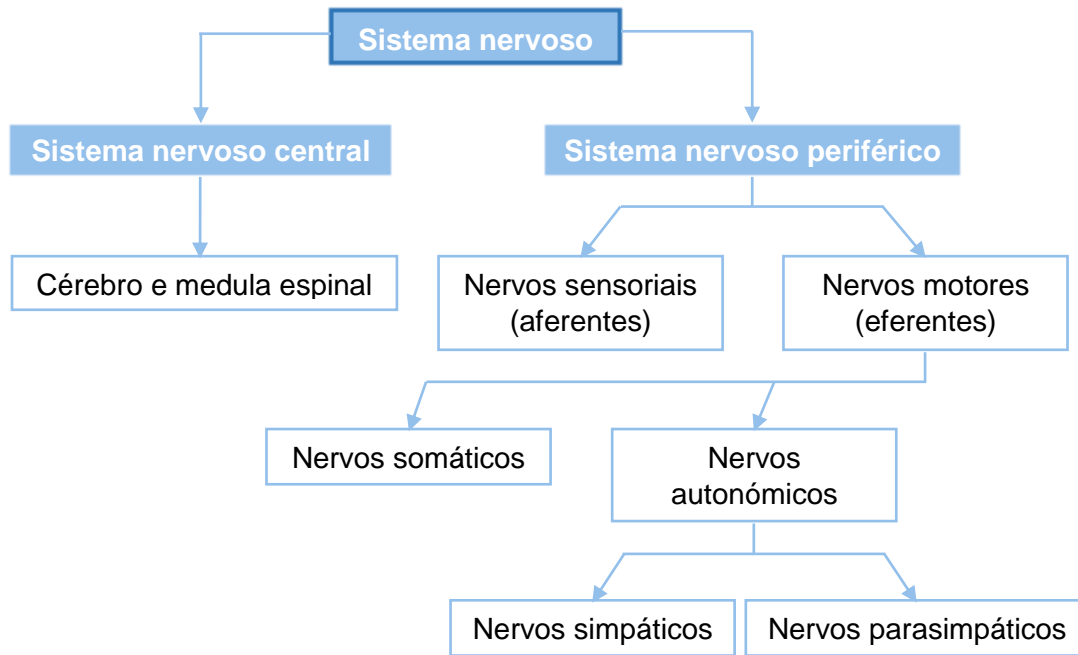 Sistema nervoso
Sistema nervoso central
Sistema nervoso periférico
Cérebro e medula espinal
Nervos sensoriais
(aferentes)
Nervos motores
(eferentes)
Nervos somáticos
Nervos
autonómicos
Nervos simpáticos
Nervos parasimpáticos